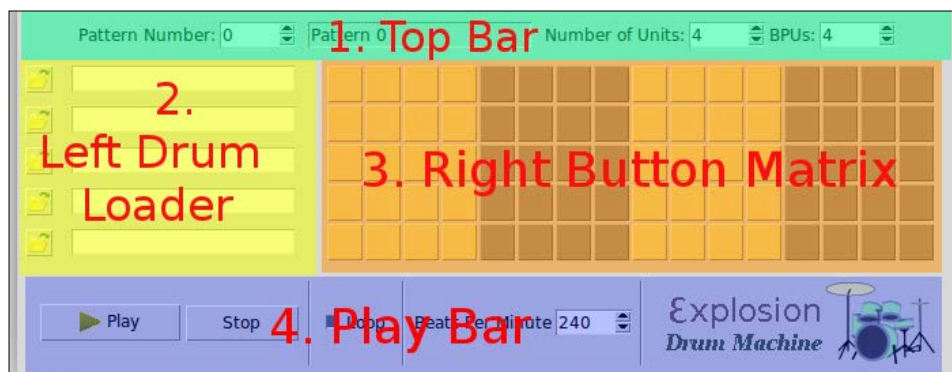 Pattern Number: 0 Pattern 0 Number of Units: 4 BPUs: 4
1. Top Bar
2.
Left Drum
Loader
3. Right Button Matrix
Play Stop Loop Beats Per Minute 240
4. Play Bar
Explosion
Drum Machine